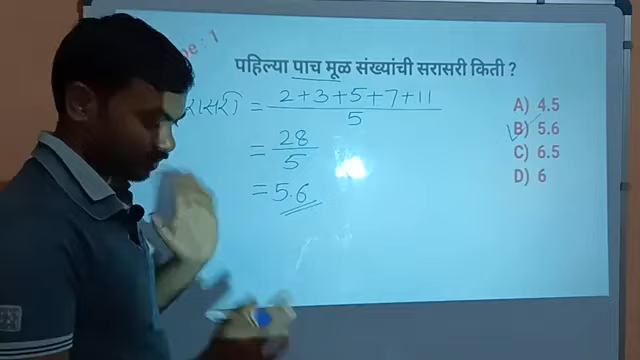 : 1
पहिल्या पाच मूळ संख्यांची सरासरी किती ?
= 2+3+5+7+11
5
= 28
5
= 5.6
A) 4.5
B) 5.6
C) 6.5
D) 6